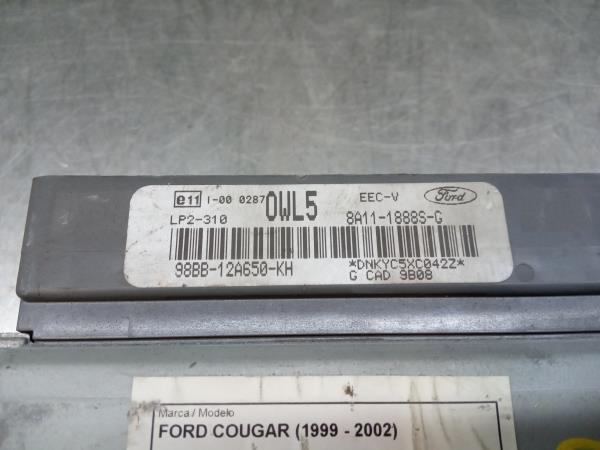 e11 I-00 0287 0WL5 EEC-V Ford
LP2-310 8A11-1888S-G
98BB-12A650-KH *DNKYC5XC042Z*
G CAD 9B08
Marca / Modelo
FORD COUGAR (1999 - 2002)